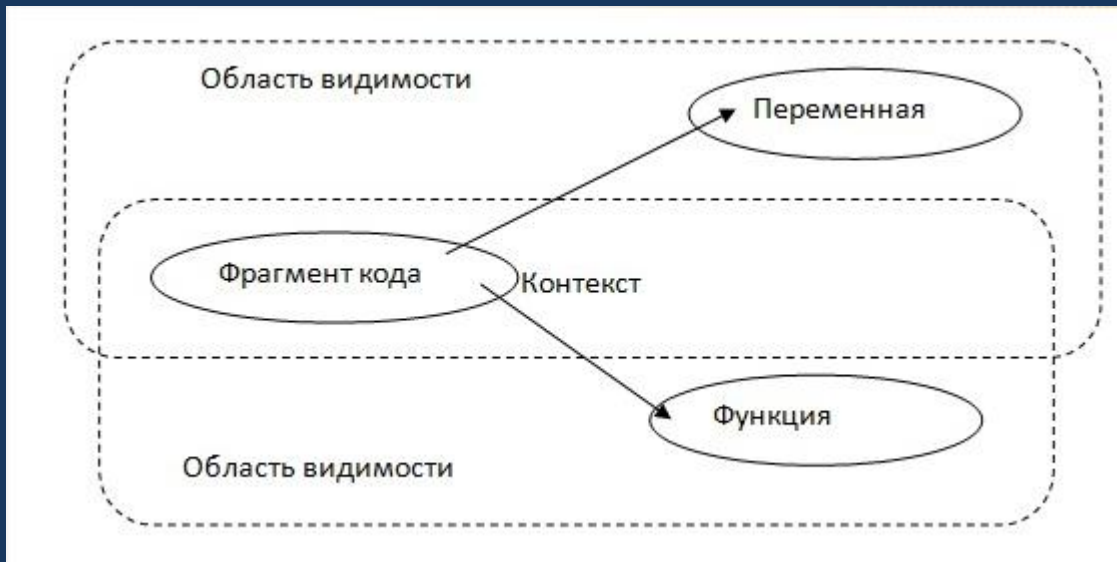 Область видимости
Переменная
Фрагмент кода
Контекст
Функция
Область видимости